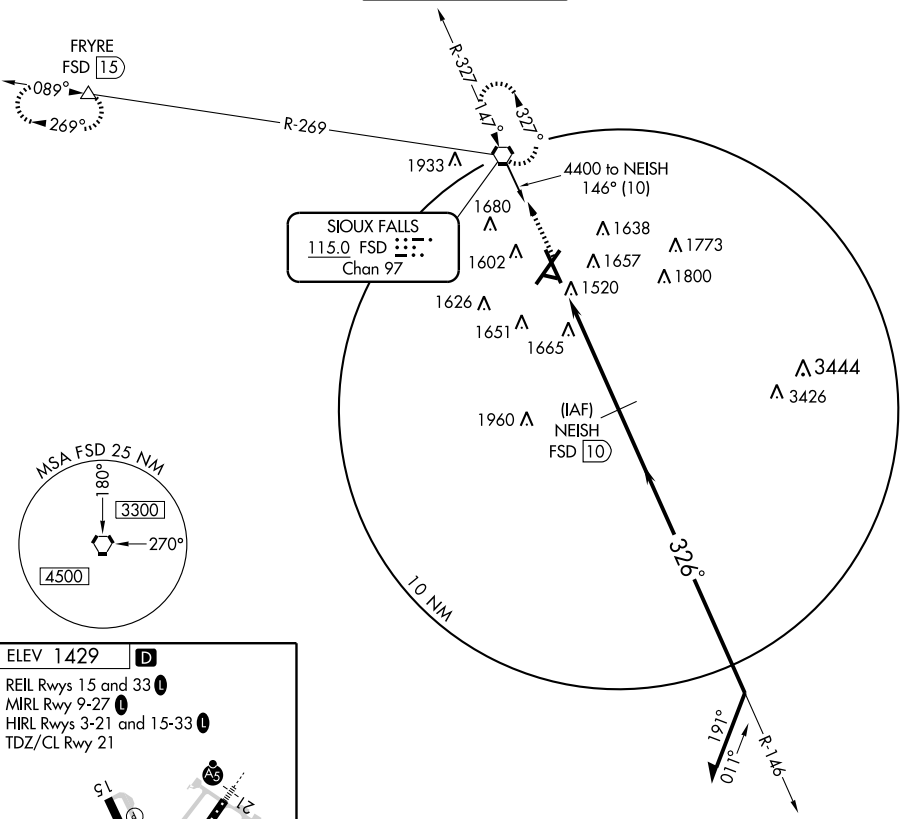 FRYRE
FSD 15
089°
269°
R-269
R-327
147°
327°
1933
4400 to NEISH
146° (10)
SIOUX FALLS
115.0 FSD
Chan 97
1680
1602
1638
1773
1657
1800
1520
1626
1651
1665
3444
3426
1960
(IAF)
NEISH
FSD 10
MSA FSD 25 NM
180°
3300
270°
4500
326°
10 NM
191°
011°
R-146
ELEV 1429 D
REIL Rwys 15 and 33 L
MIRL Rwy 9-27 L
HIRL Rwys 3-21 and 15-33 L
TDZ/CL Rwy 21
15
A5
21